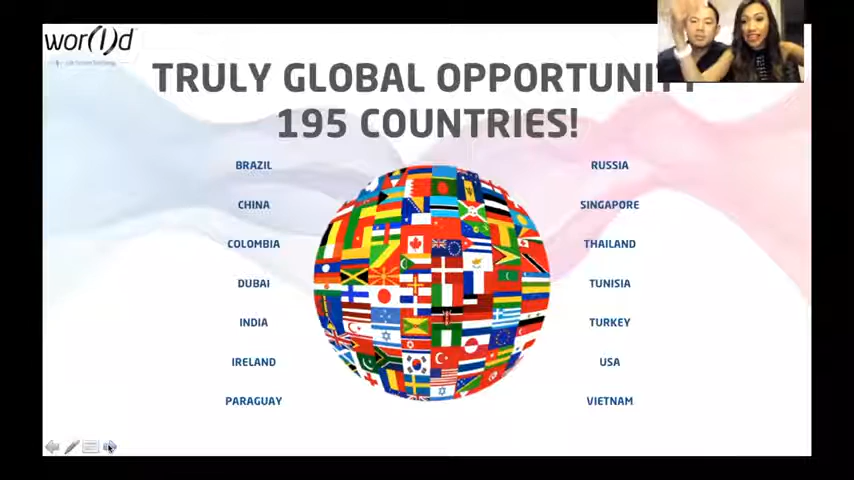 wor(l)d
TRULY GLOBAL OPPORTUNITY
195 COUNTRIES!
BRAZIL
CHINA
COLOMBIA
DUBAI
INDIA
IRELAND
PARAGUAY
RUSSIA
SINGAPORE
THAILAND
TUNISIA
TURKEY
USA
VIETNAM